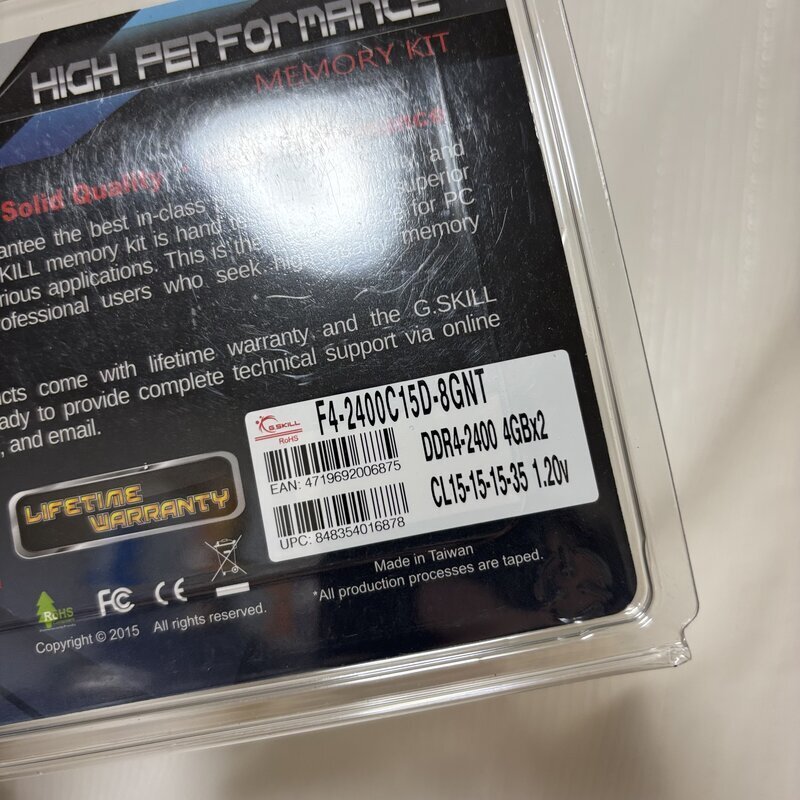 HIGH PERFORMANCE
MEMORY KIT
Solid Quality
antee the best in-class and
SKILL memory kit is hand superior
rious applications. This is the for PC
ofessional users who seek memory
cts come with lifetime warranty and the G.SKILL
ady to provide complete technical support via online
, and email.
G.SKILL
RoHS
F4-2400C15D-8GNT
DDR4-2400 4GBx2
CL15-15-15-35 1.20v
EAN: 4719692006875
UPC: 848354016878
LIFETIME
WARRANTY
RoHS
FC CE
Made in Taiwan
*All production processes are taped.
Copyright © 2015 All rights reserved.